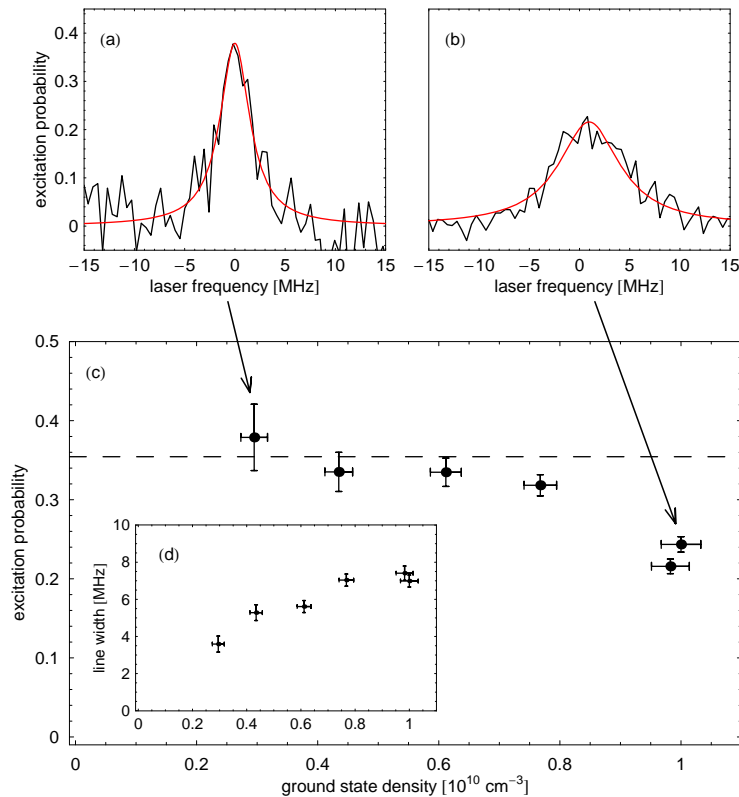 (a)
(b)
excitation probability
0.4
0.3
0.2
0.1
0
−15 −10 −5 0 5 10 15
−15 −10 −5 0 5 10 15
laser frequency [MHz]
laser frequency [MHz]
(c)
excitation probability
0.5
0.4
0.3
0.2
0.1
0
(d)
line width [MHz]
10
8
6
4
2
0
0 0.2 0.4 0.6 0.8 1
0 0.2 0.4 0.6 0.8 1
ground state density [10¹⁰ cm⁻³]